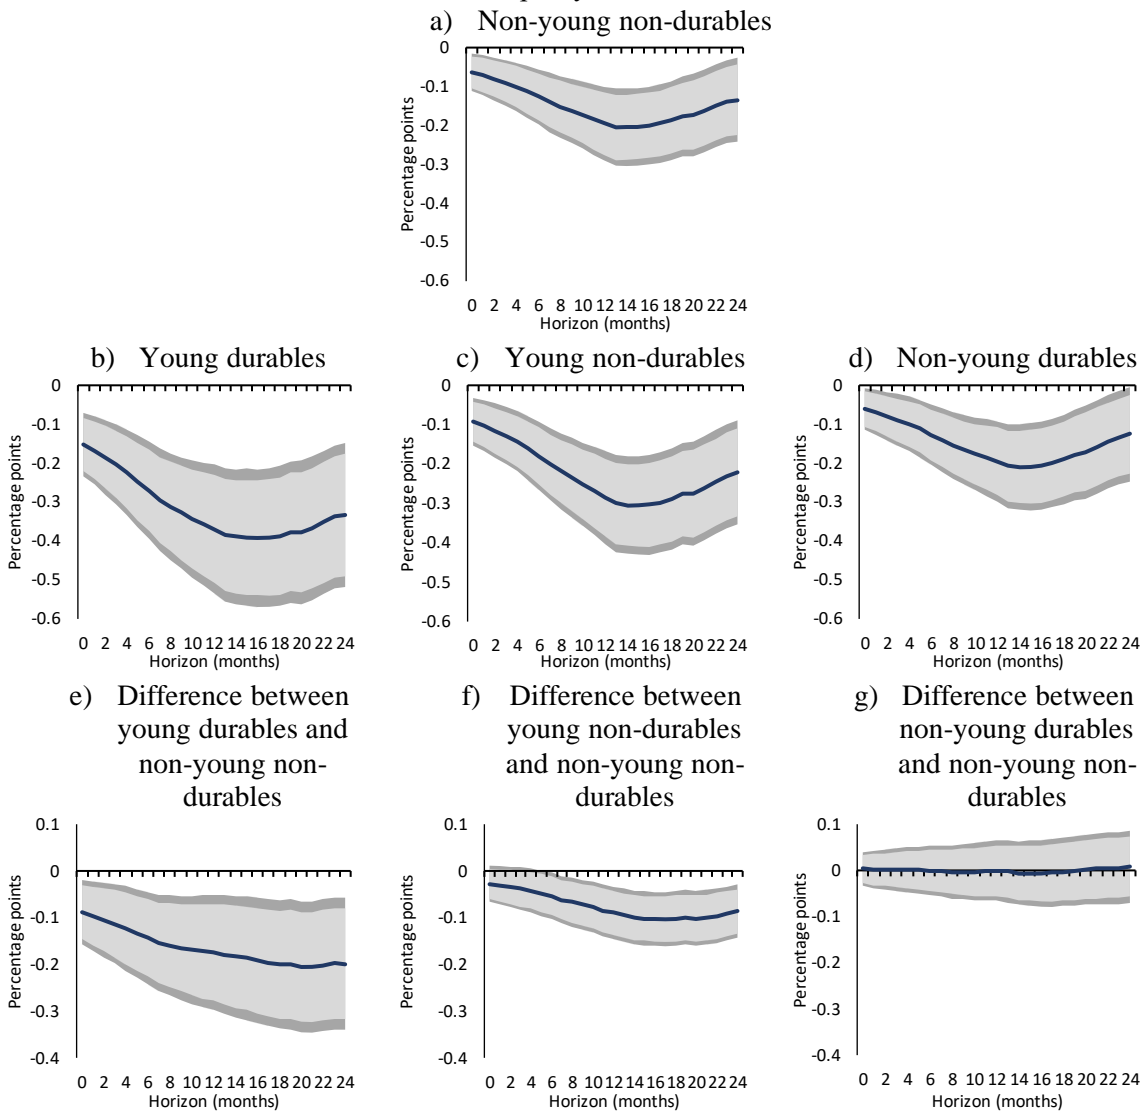 a) Non-young non-durables
0
-0.1
-0.2
-0.3
-0.4
-0.5
-0.6
Percentage points
0 2 4 6 8 10 12 14 16 18 20 22 24
Horizon (months)
b) Young durables
0
-0.1
-0.2
-0.3
-0.4
-0.5
-0.6
Percentage points
0 2 4 6 8 10 12 14 16 18 20 22 24
Horizon (months)
c) Young non-durables
0
-0.1
-0.2
-0.3
-0.4
-0.5
-0.6
Percentage points
0 2 4 6 8 10 12 14 16 18 20 22 24
Horizon (months)
d) Non-young durables
0
-0.1
-0.2
-0.3
-0.4
-0.5
-0.6
Percentage points
0 2 4 6 8 10 12 14 16 18 20 22 24
Horizon (months)
e) Difference between
young durables and
non-young non-
durables
0.1
0
-0.1
-0.2
-0.3
-0.4
Percentage points
0 2 4 6 8 10 12 14 16 18 20 22 24
Horizon (months)
f) Difference between
young non-durables
and non-young non-
durables
0.1
0
-0.1
-0.2
-0.3
-0.4
Percentage points
0 2 4 6 8 10 12 14 16 18 20 22 24
Horizon (months)
g) Difference between
non-young durables
and non-young non-
durables
0.1
0
-0.1
-0.2
-0.3
-0.4
Percentage points
0 2 4 6 8 10 12 14 16 18 20 22 24
Horizon (months)